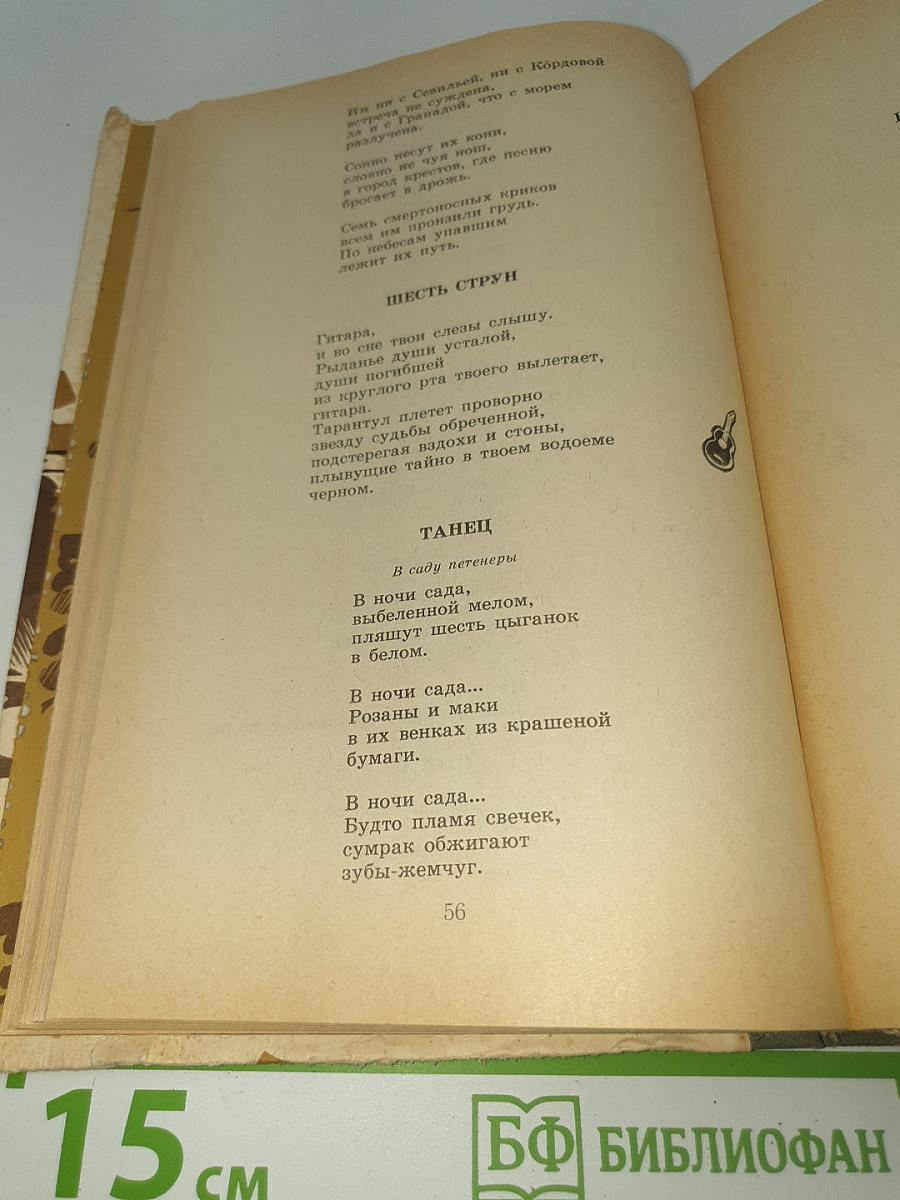 Им ни с Севильей, ни с Ко́рдовой
встреча не суждена,
да и с Гранадой, что с морем
разлучена.
Сонно несут их кони,
словно не чуя нош,
в город крестов, где песню
бросает в дрожь.
Семь смертоносных криков
всем им пронзили грудь.
По небесам упавшим
лежит их путь.
ШЕСТЬ СТРУН
Гитара,
и во сне твои слезы слышу.
Рыданье души усталой,
души погибшей
из круглого рта твоего вылетает,
гитара.
Тарантул плетет проворно
звезду судьбы обреченной,
подстерегая вздохи и стоны,
плывущие тайно в твоем водоеме
черном.
ТАНЕЦ
В саду петенеры
В ночи сада,
выбеленной мелом,
пляшут шесть цыганок
в белом.
В ночи сада...
Розаны и маки
в их венках из крашеной
бумаги.
В ночи сада...
Будто пламя свечек,
сумрак обжигают
зубы-жемчуг.
56
15 см
БФ БИБЛИОФАН